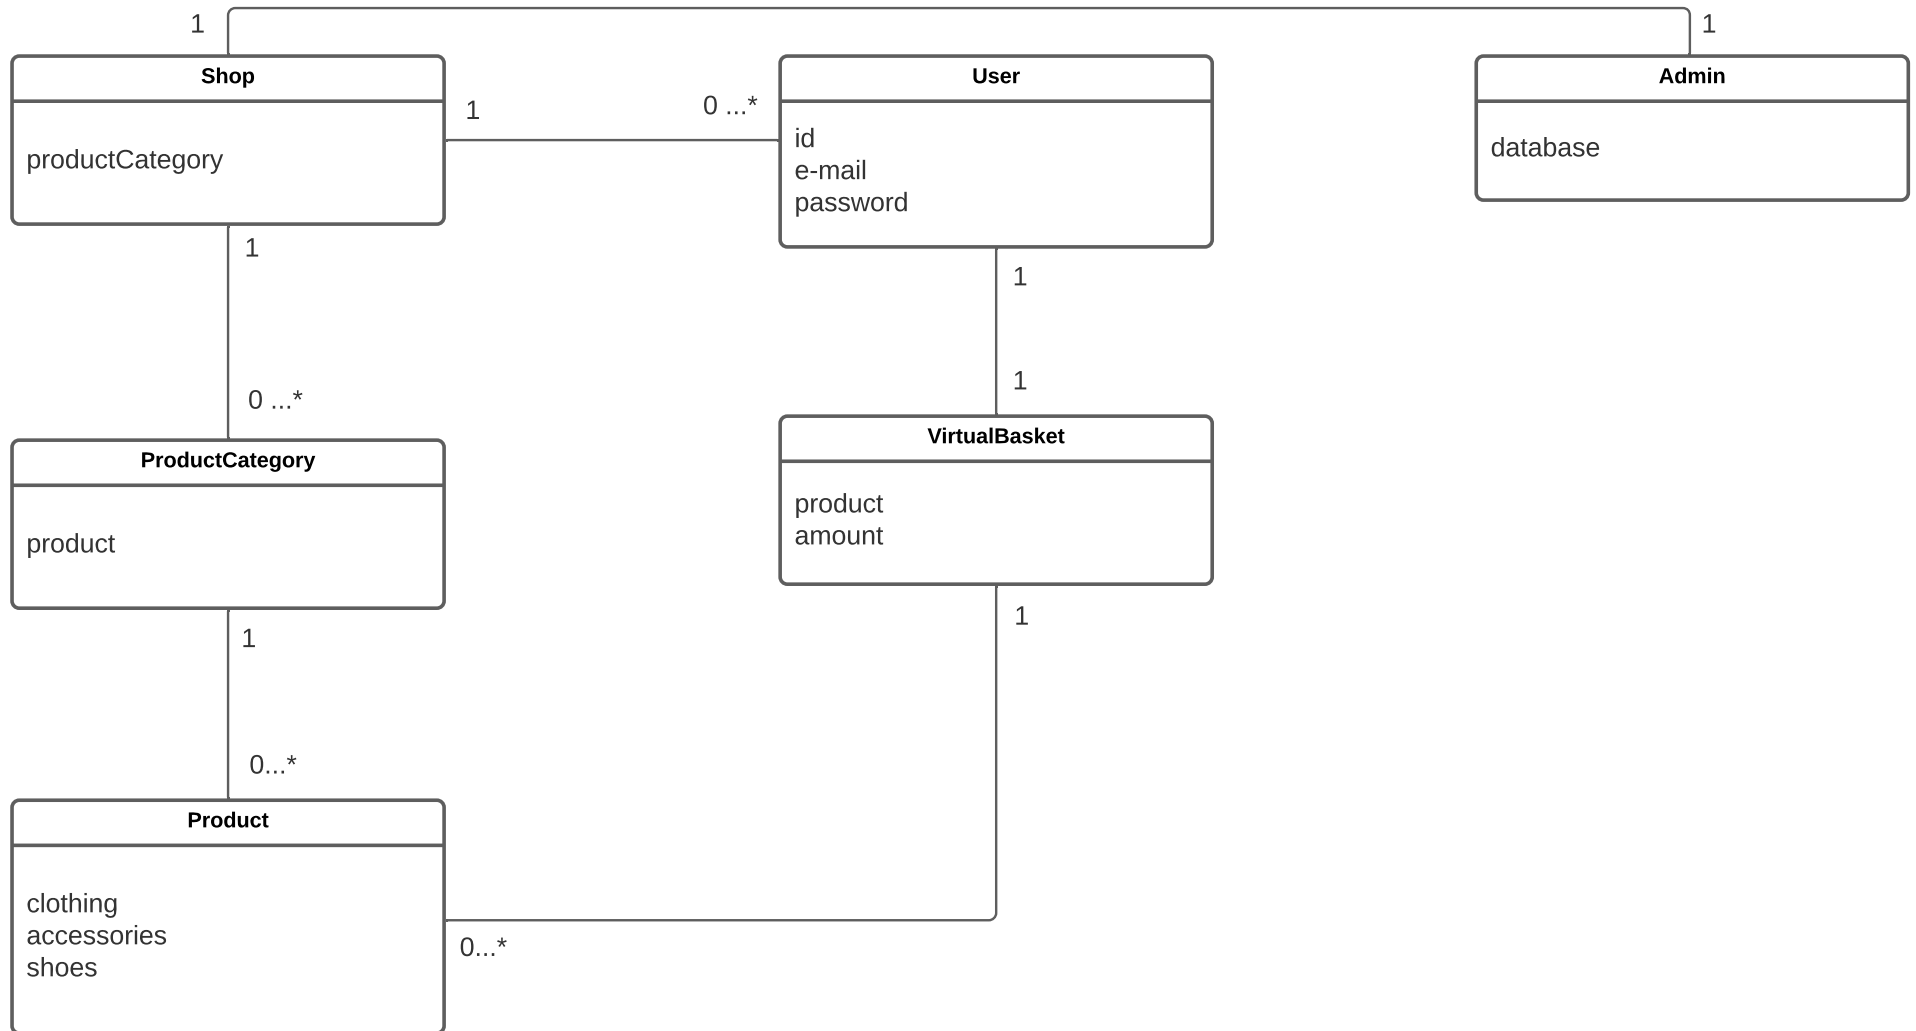 1
1
Shop
productCategory
1
0 ...*
User
id
e-mail
password
Admin
database
1
0 ...*
1
1
ProductCategory
product
VirtualBasket
product
amount
1
0...*
1
Product
clothing
accessories
shoes
0...*